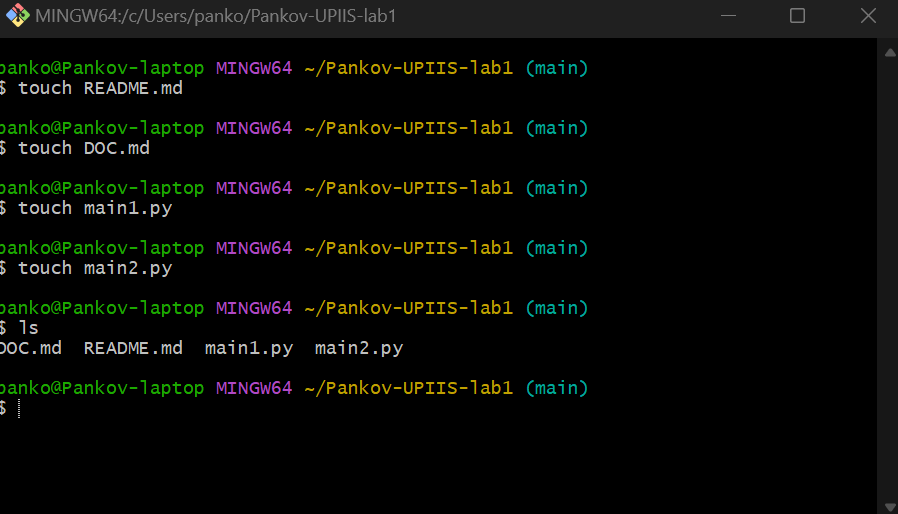 MINGW64:/c/Users/panko/Pankov-UPIIS-lab1
panko@Pankov-laptop MINGW64 ~/Pankov-UPIIS-lab1 (main)
$ touch README.md
panko@Pankov-laptop MINGW64 ~/Pankov-UPIIS-lab1 (main)
$ touch DOC.md
panko@Pankov-laptop MINGW64 ~/Pankov-UPIIS-lab1 (main)
$ touch main1.py
panko@Pankov-laptop MINGW64 ~/Pankov-UPIIS-lab1 (main)
$ touch main2.py
panko@Pankov-laptop MINGW64 ~/Pankov-UPIIS-lab1 (main)
$ ls
DOC.md  README.md  main1.py  main2.py
panko@Pankov-laptop MINGW64 ~/Pankov-UPIIS-lab1 (main)
$